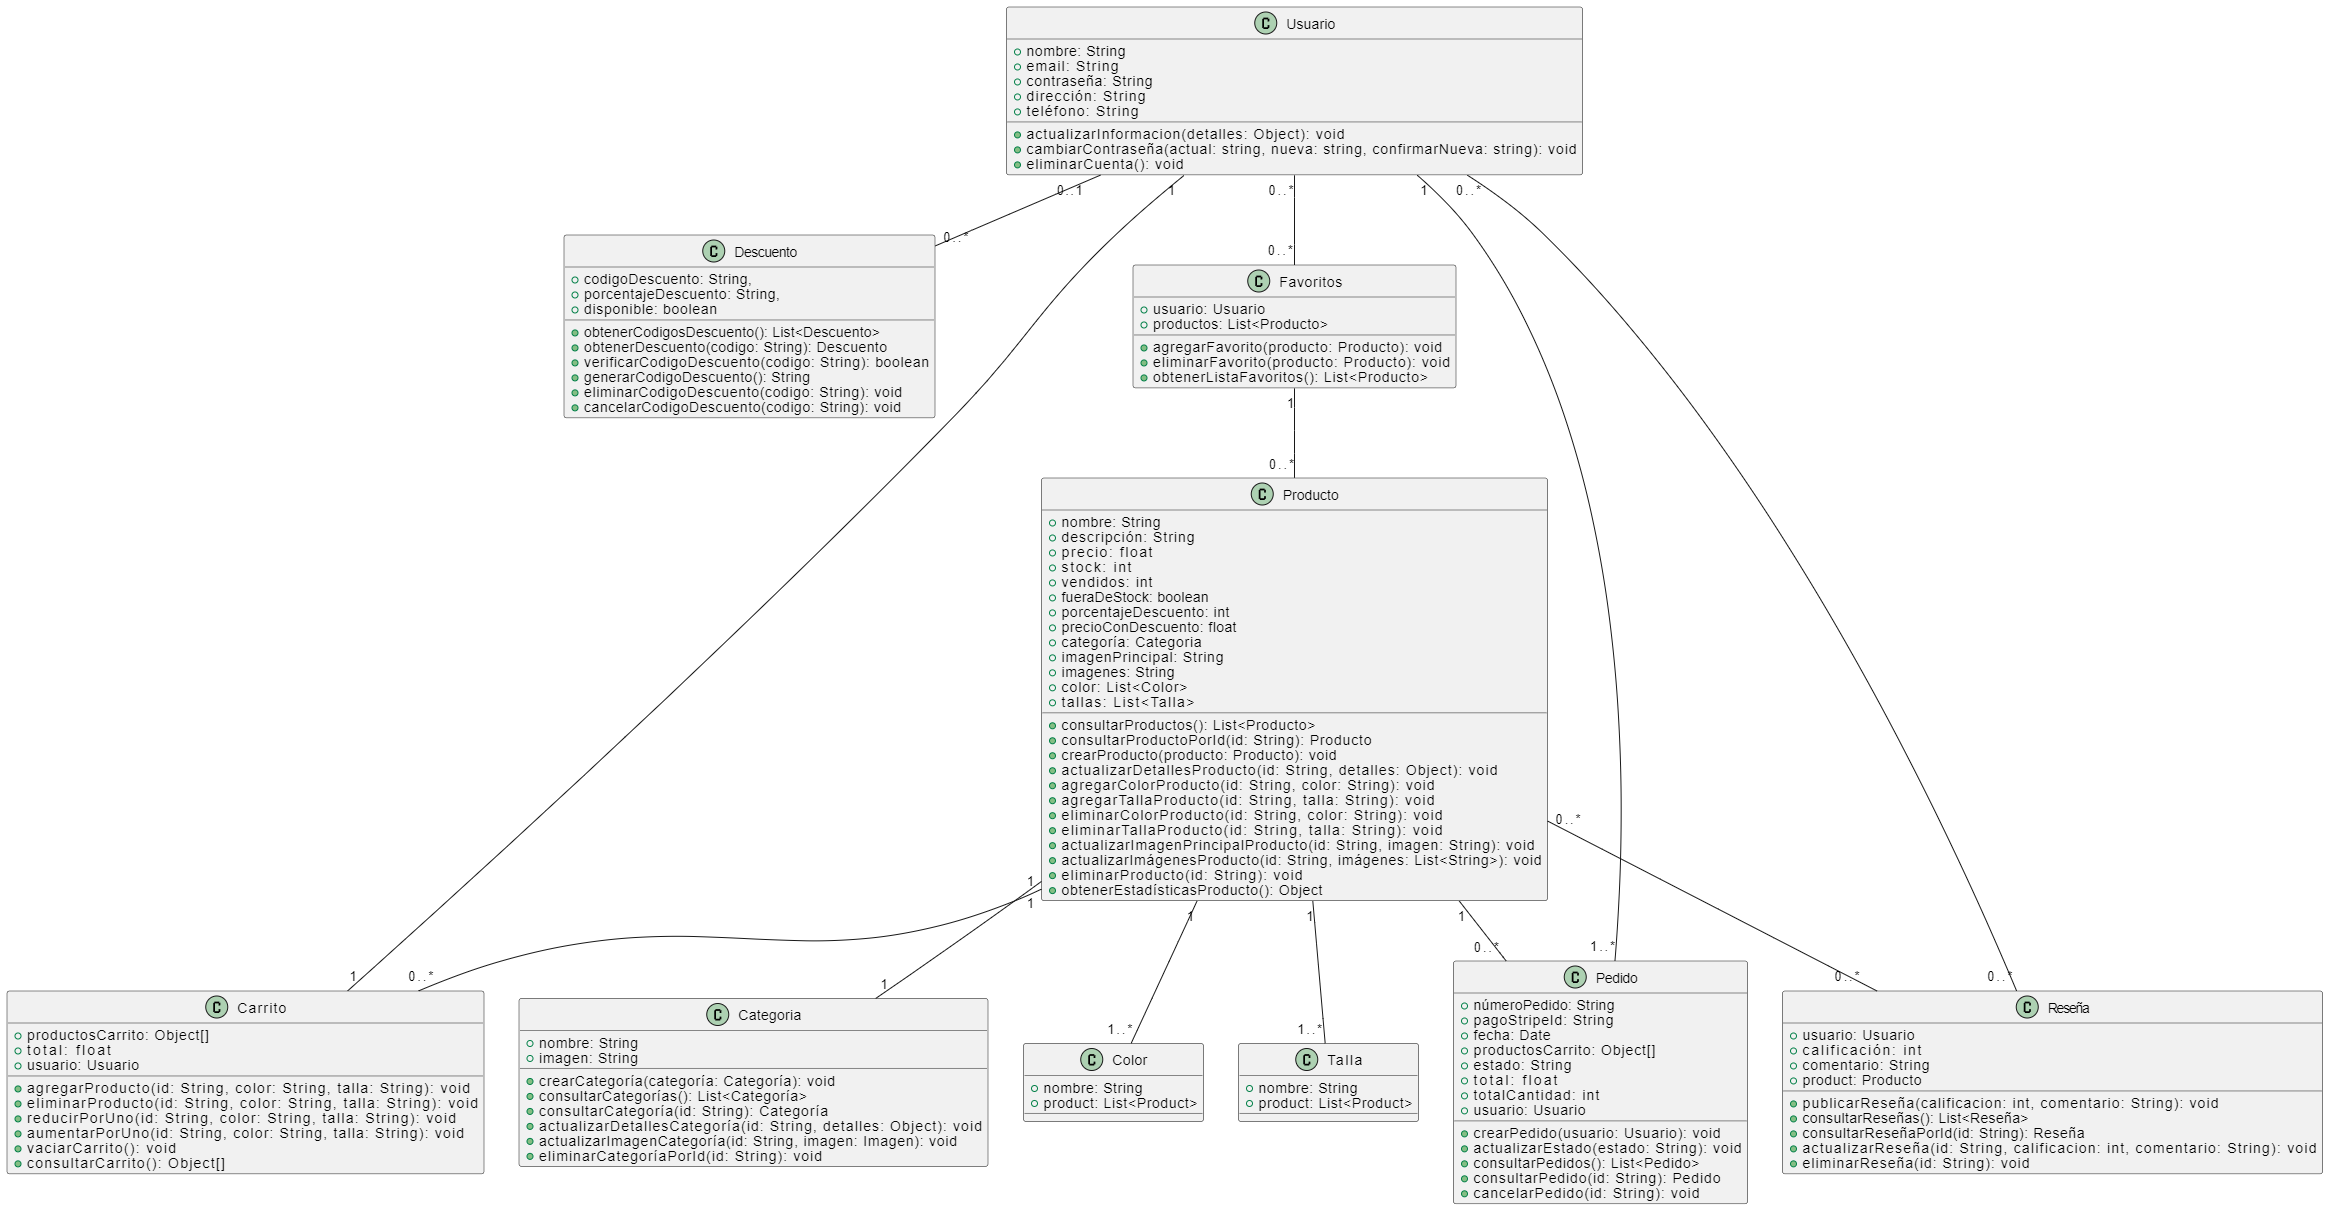 C Usuario
nombre: String
email: String
contraseña: String
dirección: String
teléfono: String
actualizarInformacion(detalles: Object): void
cambiarContraseña(actual: string, nueva: string, confirmarNueva: string): void
eliminarCuenta(): void
0..1
1
0..*
1
0..*
0..*
0..*
C Descuento
codigoDescuento: String,
porcentajeDescuento: String,
disponible: boolean
obtenerCodigosDescuento(): List<Descuento>
obtenerDescuento(codigo: String): Descuento
verificarCodigoDescuento(codigo: String): boolean
generarCodigoDescuento(): String
eliminarCodigoDescuento(codigo: String): void
cancelarCodigoDescuento(codigo: String): void
C Favoritos
usuario: Usuario
productos: List<Producto>
agregarFavorito(producto: Producto): void
eliminarFavorito(producto: Producto): void
obtenerListaFavoritos(): List<Producto>
1
0..*
C Producto
nombre: String
descripción: String
precio: float
stock: int
vendidos: int
fueraDeStock: boolean
porcentajeDescuento: int
precioConDescuento: float
categoría: Categoria
imagenPrincipal: String
imagenes: String
color: List<Color>
tallas: List<Talla>
consultarProductos(): List<Producto>
consultarProductoPorId(id: String): Producto
crearProducto(producto: Producto): void
actualizarDetallesProducto(id: String, detalles: Object): void
agregarColorProducto(id: String, color: String): void
agregarTallaProducto(id: String, talla: String): void
eliminarColorProducto(id: String, color: String): void
eliminarTallaProducto(id: String, talla: String): void
actualizarImagenPrincipalProducto(id: String, imagen: String): void
actualizarImágenesProducto(id: String, imágenes: List<String>): void
eliminarProducto(id: String): void
obtenerEstadísticasProducto(): Object
0..*
1
1
1
1
1
1
0..*
1
1..*
1..*
0..*
1..*
0..*
0..*
C Carrito
productosCarrito: Object[]
total: float
usuario: Usuario
agregarProducto(id: String, color: String, talla: String): void
eliminarProducto(id: String, color: String, talla: String): void
reducirPorUno(id: String, color: String, talla: String): void
aumentarPorUno(id: String, color: String, talla: String): void
vaciarCarrito(): void
consultarCarrito(): Object[]
C Categoria
nombre: String
imagen: String
crearCategoría(categoría: Categoría): void
consultarCategorías(): List<Categoría>
consultarCategoría(id: String): Categoría
actualizarDetallesCategoría(id: String, detalles: Object): void
actualizarImagenCategoría(id: String, imagen: Imagen): void
eliminarCategoríaPorId(id: String): void
C Color
nombre: String
product: List<Product>
C Talla
nombre: String
product: List<Product>
C Pedido
númeroPedido: String
pagoStripeId: String
fecha: Date
productosCarrito: Object[]
estado: String
total: float
totalCantidad: int
usuario: Usuario
crearPedido(usuario: Usuario): void
actualizarEstado(estado: String): void
consultarPedidos(): List<Pedido>
consultarPedido(id: String): Pedido
cancelarPedido(id: String): void
C Reseña
usuario: Usuario
calificación: int
comentario: String
product: Producto
publicarReseña(calificacion: int, comentario: String): void
consultarReseñas(): List<Reseña>
consultarReseñaPorId(id: String): Reseña
actualizarReseña(id: String, calificacion: int, comentario: String): void
eliminarReseña(id: String): void